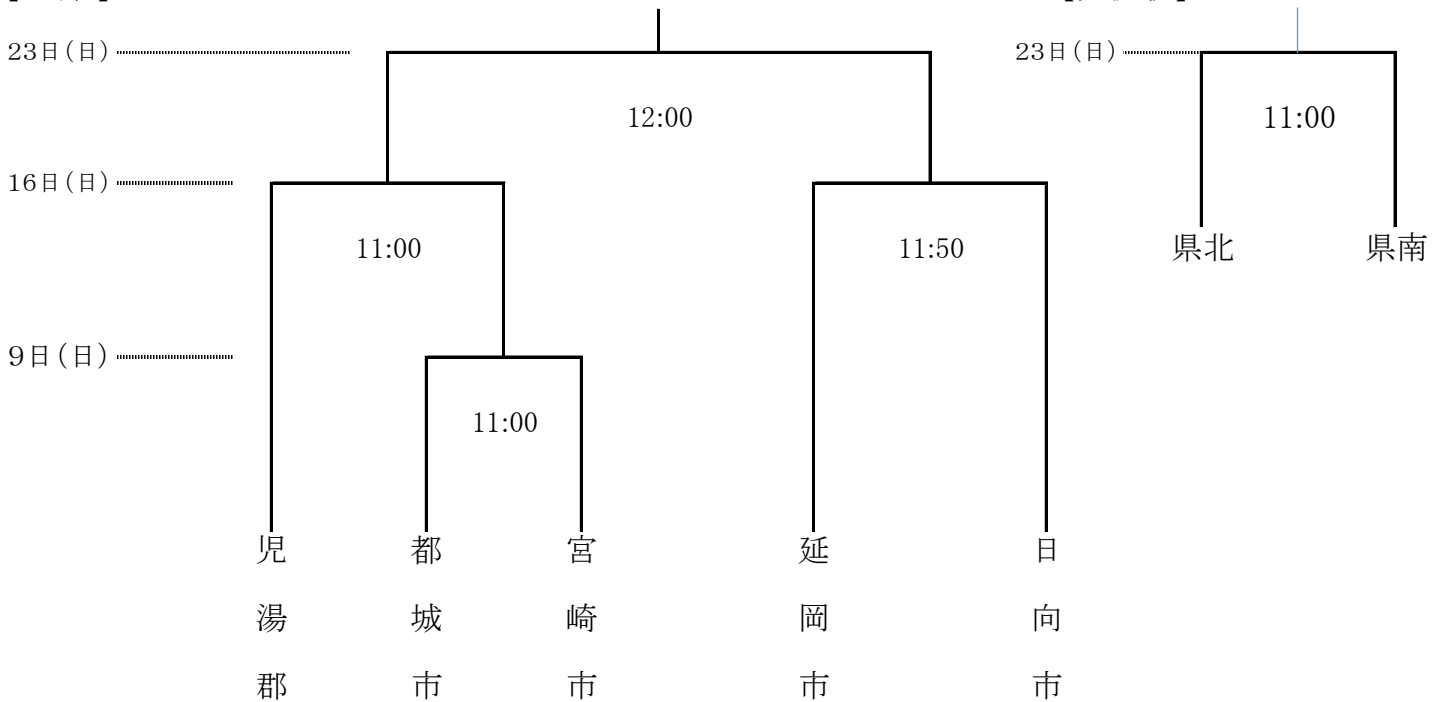 23日(日)
23日(日)
12:00
11:00
16日(日)
11:00
11:50
県北
県南
9日(日)
11:00
児湯郡
都城市
宮崎市
延岡市
日向市